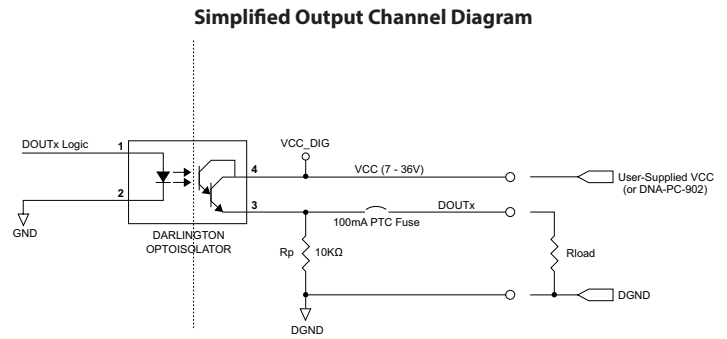 Simplified Output Channel Diagram
DOUTx Logic
1
2
GND
DARLINGTON
OPTOISOLATOR
4
3
VCC_DIG
VCC (7 - 36V)
DOUTx
100mA PTC Fuse
Rp
10KΩ
DGND
Rload
User-Supplied VCC
(or DNA-PC-902)
DGND